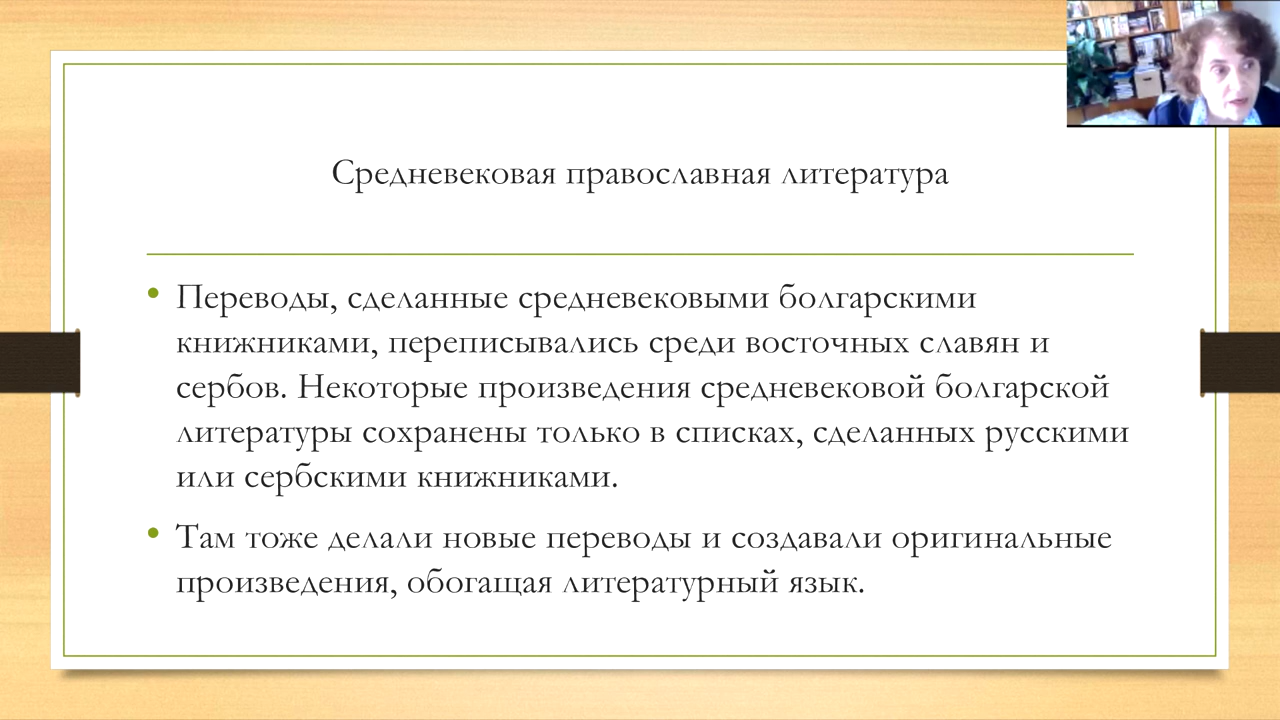 Средневековая православная литература
• Переводы, сделанные средневековыми болгарскими
книжниками, переписывались среди восточных славян и
сербов. Некоторые произведения средневековой болгарской
литературы сохранены только в списках, сделанных русскими
или сербскими книжниками.
• Там тоже делали новые переводы и создавали оригинальные
произведения, обогащая литературный язык.